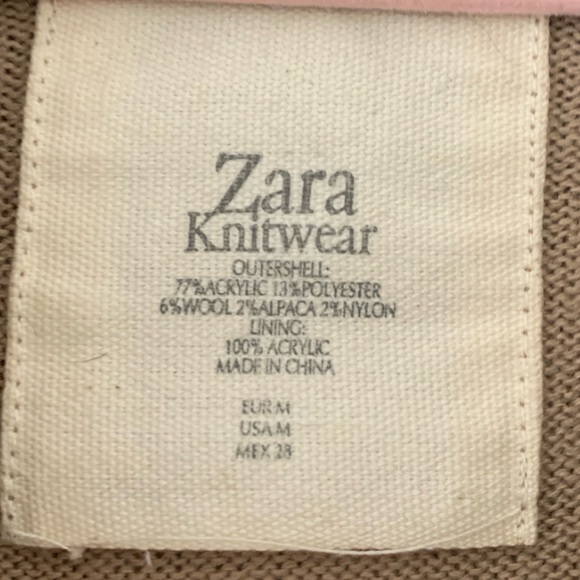 Zara
Knitwear
OUTERSHELL:
77%ACRYLIC 13%POLYESTER
6%WOOL 2%ALPACA 2%NYLON
LINING:
100% ACRYLIC
MADE IN CHINA
EUR M
USA M
MEX 28